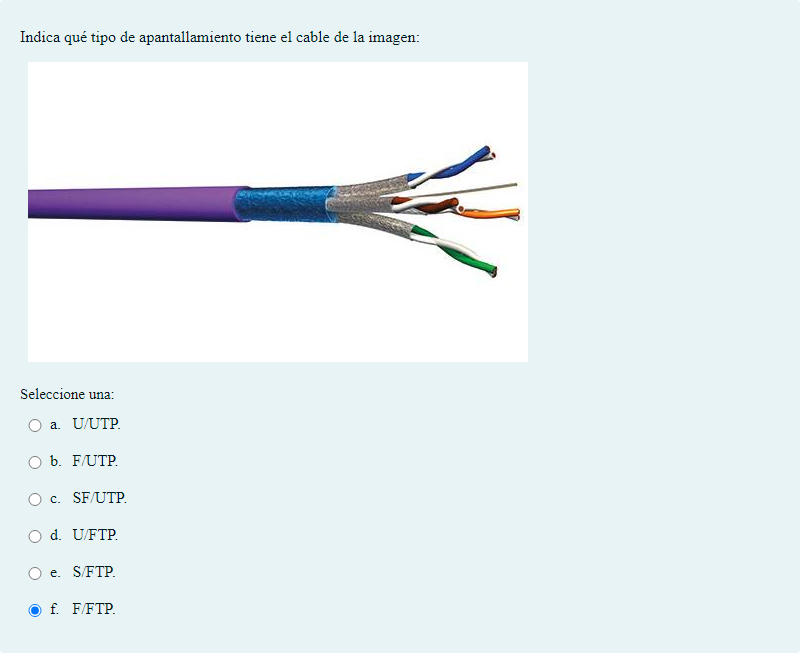 Indica qué tipo de apantallamiento tiene el cable de la imagen:
Seleccione una:
a. U/UTP.
b. F/UTP.
c. SF/UTP.
d. U/FTP.
e. S/FTP.
f. F/FTP.